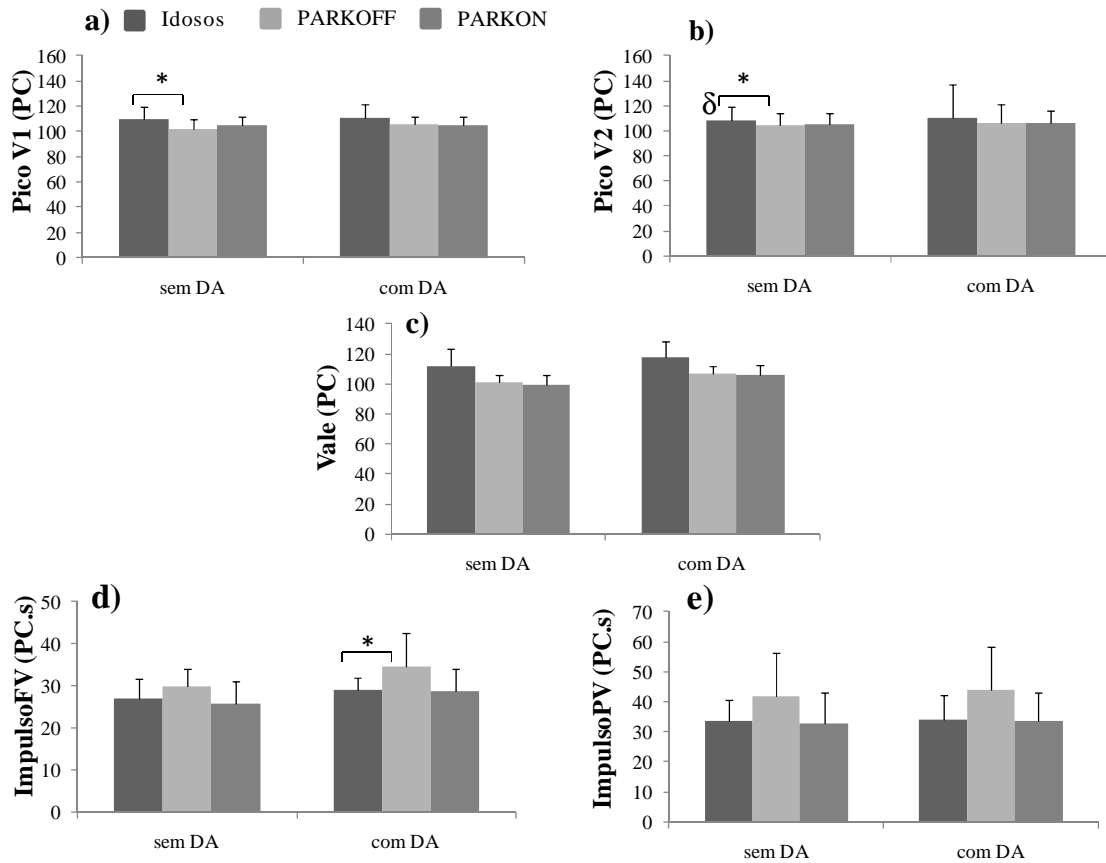 a) Idosos PARKOFF PARKON
160
140
120
100
80
60
40
20
0
Pico V1 (PC)
*
sem DA com DA
b)
160
140
120
100
80
60
40
20
0
Pico V2 (PC)
δ *
sem DA com DA
c)
140
120
100
80
60
40
20
0
Vale (PC)
sem DA com DA
d)
50
40
30
20
10
0
ImpulsoFV (PC.s)
*
sem DA com DA
e)
70
60
50
40
30
20
10
0
ImpulsoPV (PC.s)
sem DA com DA